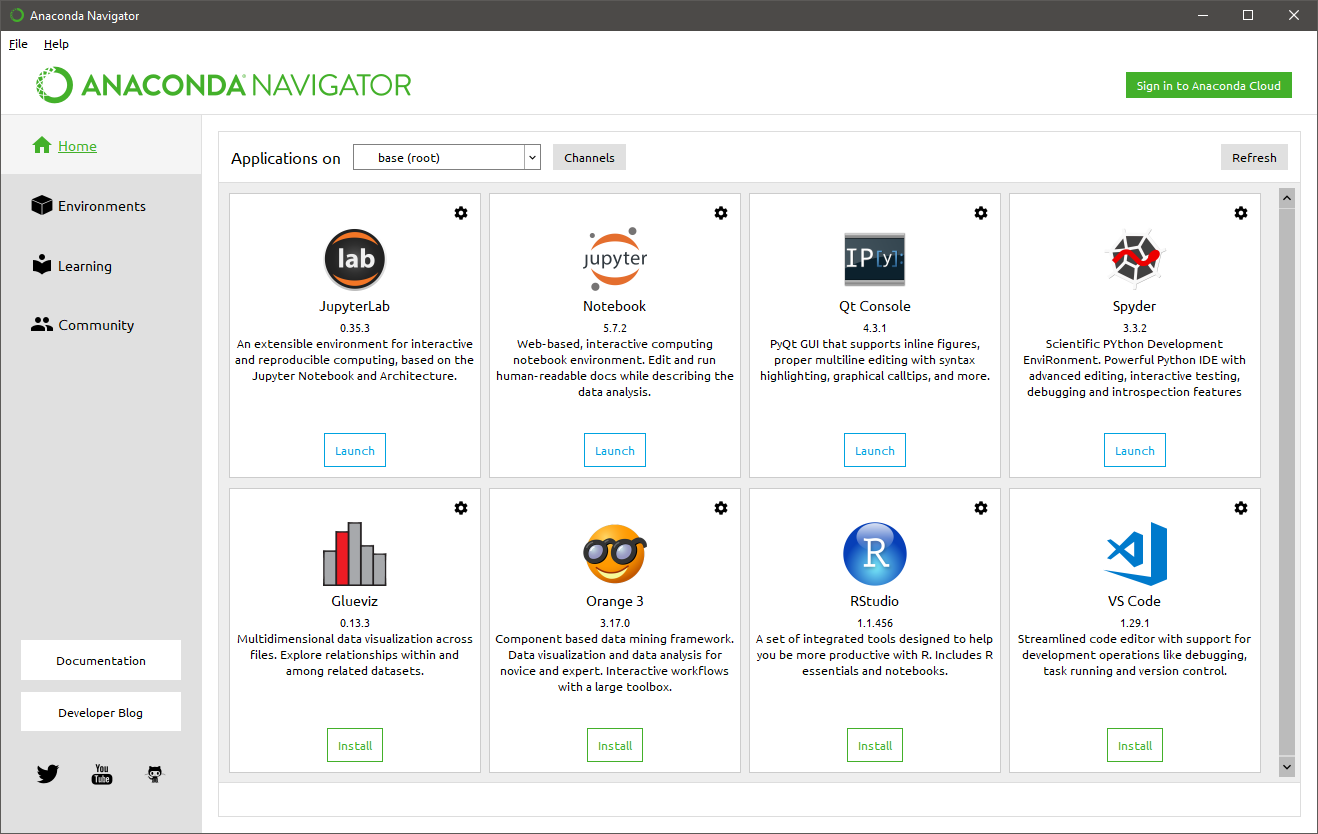 Anaconda Navigator
File Help
ANACONDA NAVIGATOR
Sign in to Anaconda Cloud
Home
Environments
Learning
Community
Documentation
Developer Blog
You
Tube
Applications on base (root) Channels Refresh
lab
JupyterLab
0.35.3
An extensible environment for interactive
and reproducible computing, based on the
Jupyter Notebook and Architecture.
Launch
jupyter
Notebook
5.7.2
Web-based, interactive computing
notebook environment. Edit and run
human-readable docs while describing the
data analysis.
Launch
IP[y]:
Qt Console
4.3.1
PyQt GUI that supports inline figures,
proper multiline editing with syntax
highlighting, graphical calltips, and more.
Launch
Spyder
3.3.2
Scientific PYthon Development
EnviRonment. Powerful Python IDE with
advanced editing, interactive testing,
debugging and introspection features
Launch
Glueviz
0.13.3
Multidimensional data visualization across
files. Explore relationships within and
among related datasets.
Install
Orange 3
3.17.0
Component based data mining framework.
Data visualization and data analysis for
novice and expert. Interactive workflows
with a large toolbox.
Install
R
RStudio
1.1.456
A set of integrated tools designed to help
you be more productive with R. Includes R
essentials and notebooks.
Install
VS Code
1.29.1
Streamlined code editor with support for
development operations like debugging,
task running and version control.
Install